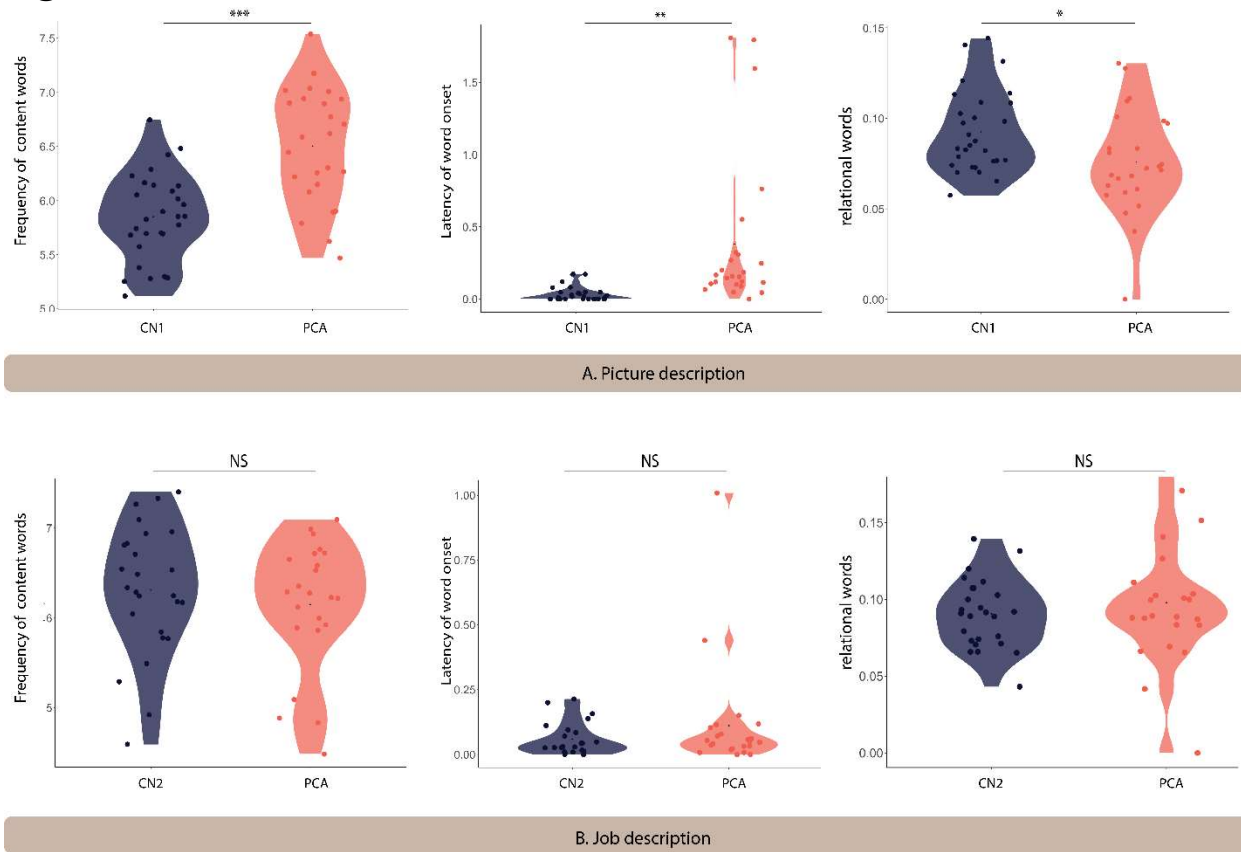 ***
Frequency of content words
7.5
7.0
6.5
6.0
5.5
5.0
CN1
PCA
**
Latency of word onset
1.5
1.0
0.5
0.0
CN1
PCA
*
relational words
0.15
0.10
0.05
0.00
CN1
PCA
A. Picture description
NS
Frequency of content words
7
6
5
CN2
PCA
NS
Latency of word onset
1.00
0.75
0.50
0.25
0.00
CN2
PCA
NS
relational words
0.15
0.10
0.05
0.00
CN2
PCA
B. Job description